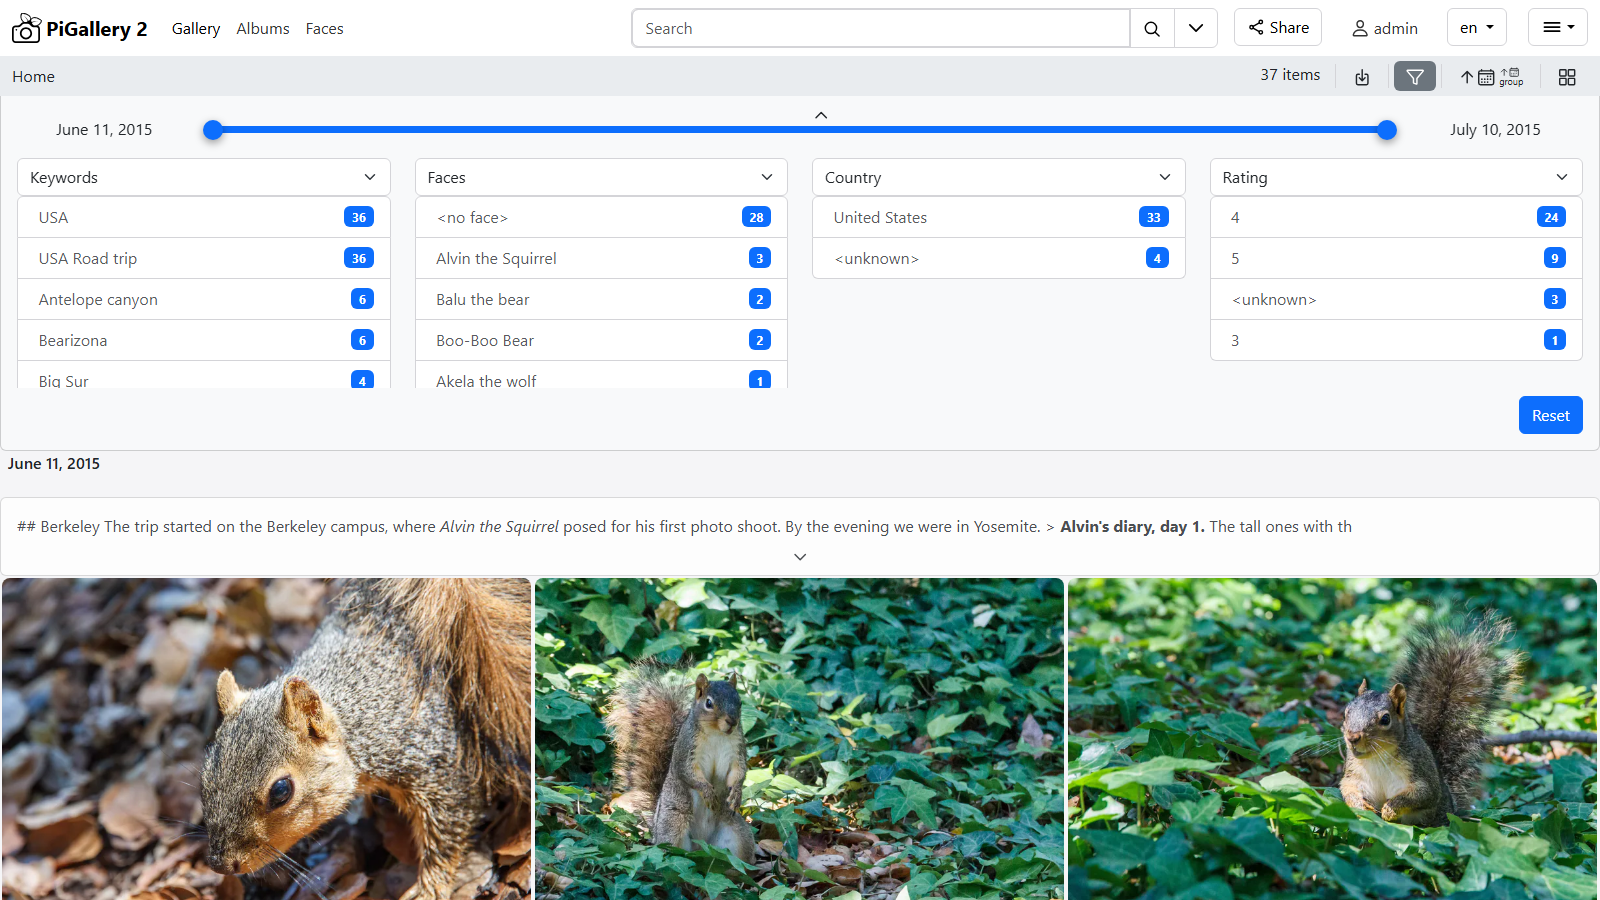 PiGallery 2 Gallery Albums Faces Search Share admin en
Home 37 items group
June 11, 2015 July 10, 2015
Keywords
USA 36
USA Road trip 36
Antelope canyon 6
Bearizona 6
Big Sur 4
Faces
<no face> 28
Alvin the Squirrel 3
Balu the bear 2
Boo-Boo Bear 2
Akela the wolf 1
Country
United States 33
<unknown> 4
Rating
4 24
5 9
<unknown> 3
3 1
Reset
June 11, 2015
## Berkeley The trip started on the Berkeley campus, where Alvin the Squirrel posed for his first photo shoot. By the evening we were in Yosemite. > Alvin's diary, day 1. The tall ones with th